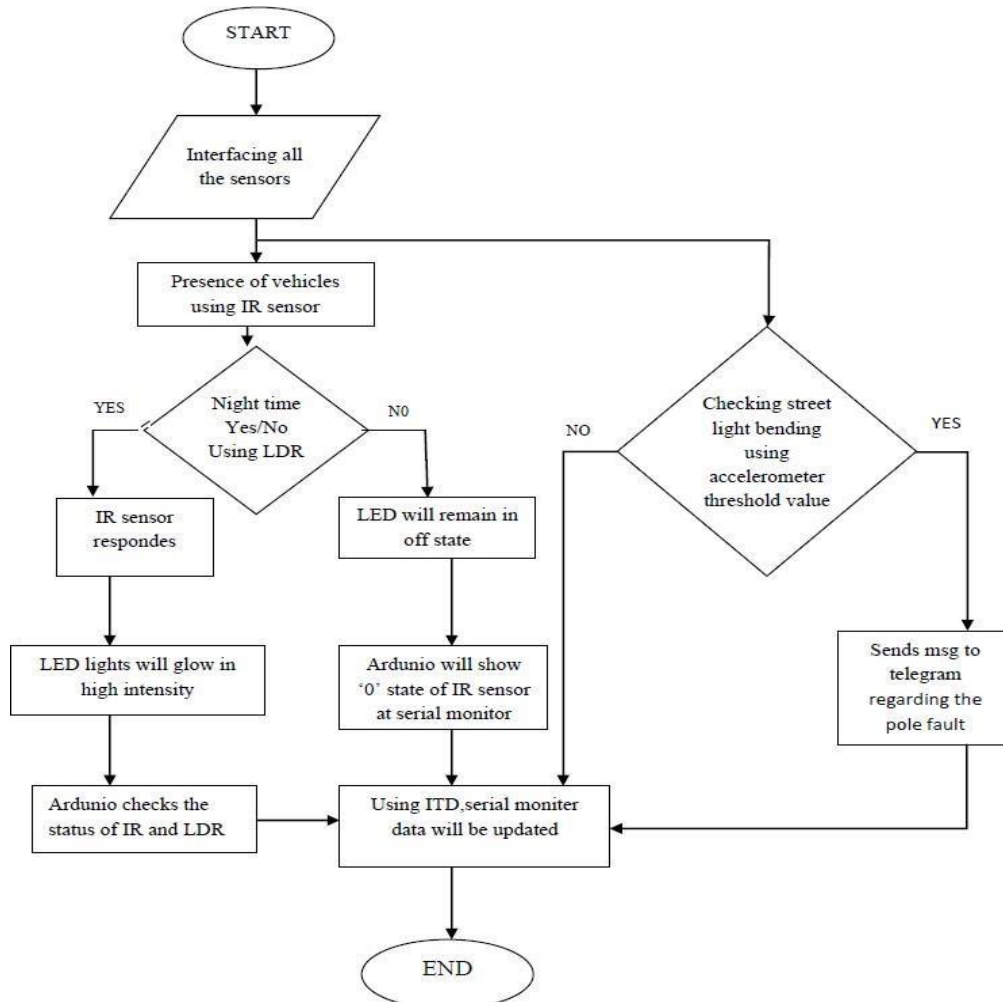 START
Interfacing all
the sensors
Presence of vehicles
using IR sensor
YES
Night time
Yes/No
Using LDR
N0
NO
Checking street
light bending
using
accelerometer
threshold value
YES
IR sensor
respondes
LED will remain in
off state
LED lights will glow in
high intensity
Ardunio will show
‘0’ state of IR sensor
at serial monitor
Sends msg to
telegram
regarding the
pole fault
Ardunio checks the
status of IR and LDR
Using ITD,serial moniter
data will be updated
END